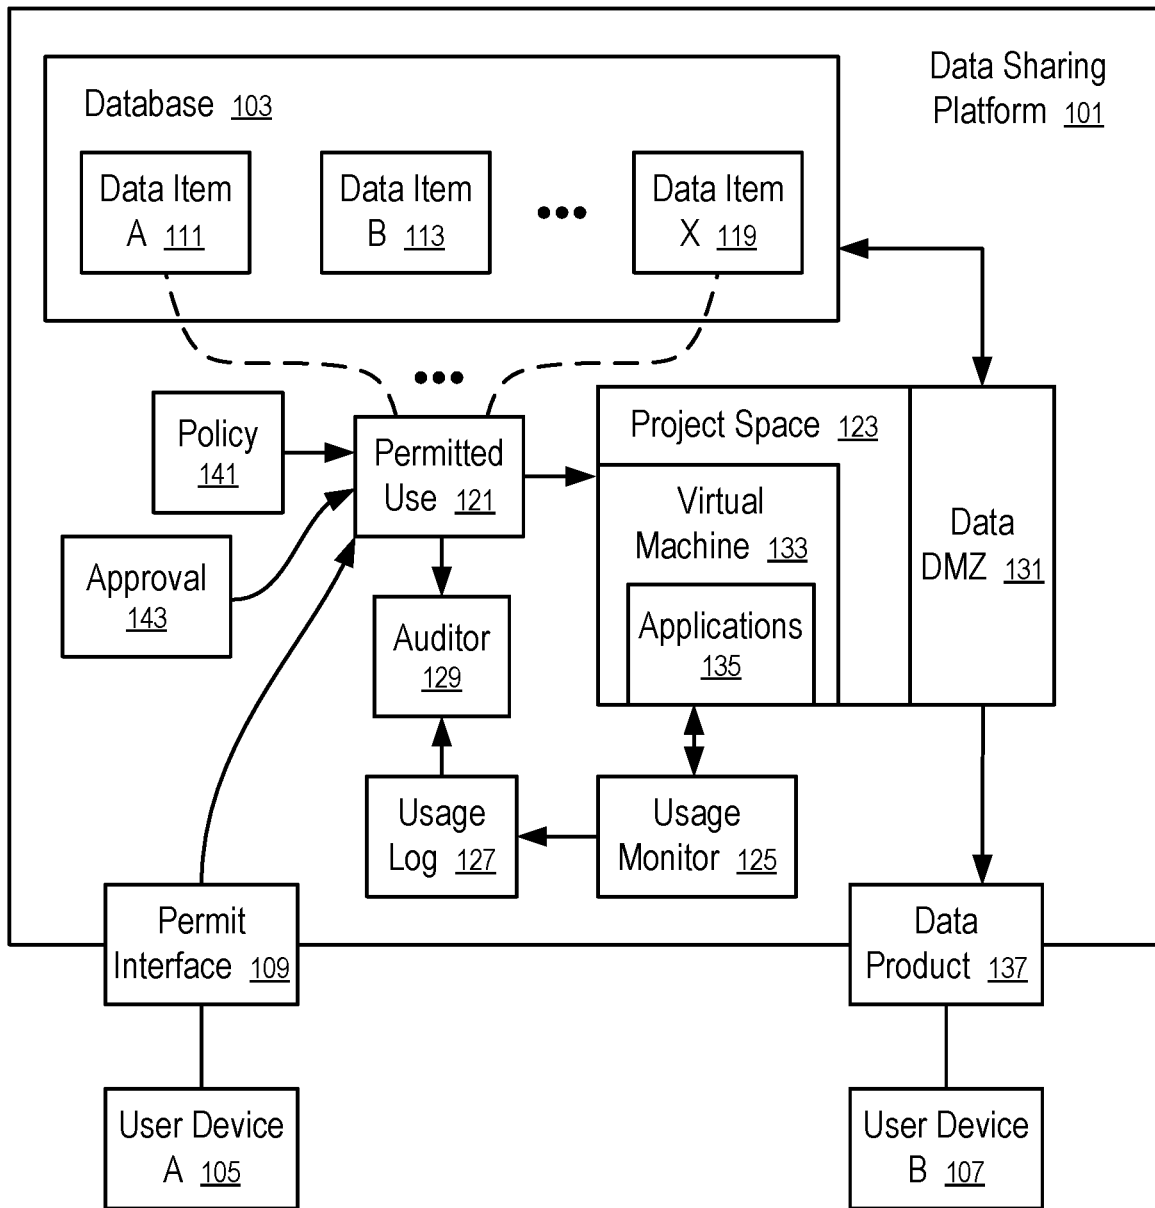 Data Sharing
Platform 101
Database 103
Data Item
A 111
Data Item
B 113
Data Item
X 119
Policy
141
Permitted
Use 121
Project Space 123
Virtual
Machine 133
Data
DMZ 131
Approval
143
Applications
135
Auditor
129
Usage
Log 127
Usage
Monitor 125
Permit
Interface 109
Data
Product 137
User Device
A 105
User Device
B 107